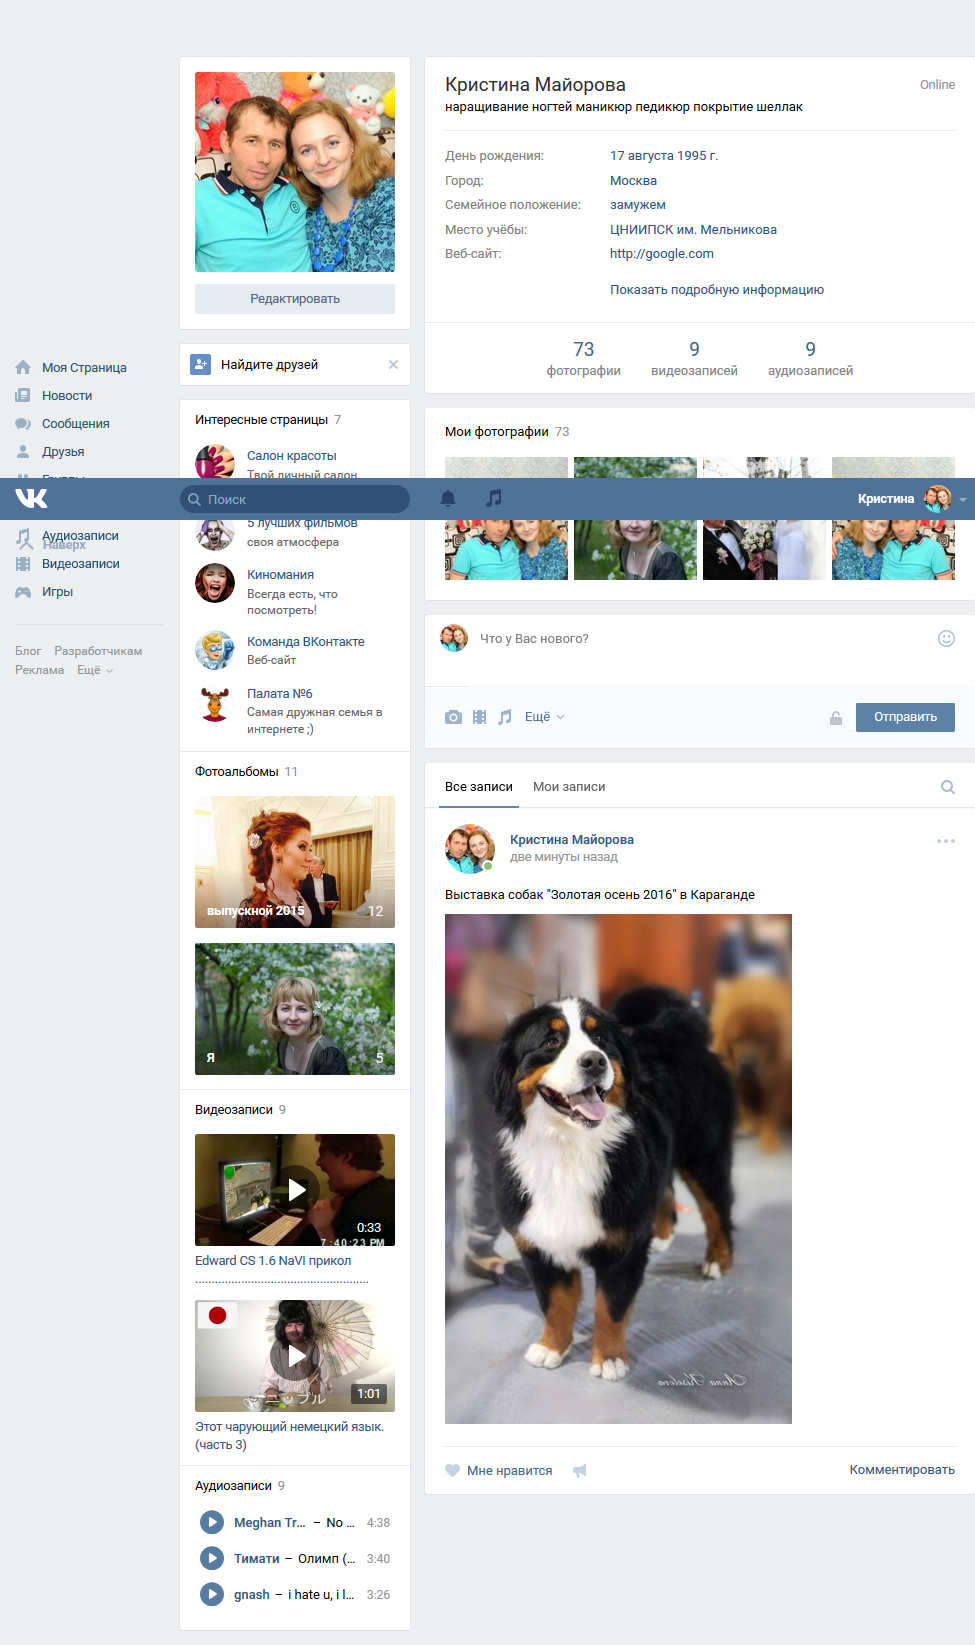 Кристина Майорова
Online
наращивание ногтей маникюр педикюр покрытие шеллак
День рождения: 17 августа 1995 г.
Город: Москва
Семейное положение: замужем
Место учёбы: ЦНИИПСК им. Мельникова
Веб-сайт: http://google.com
Показать подробную информацию
73 фотографии
9 видеозаписей
9 аудиозаписей
Редактировать
Найдите друзей
Моя Страница
Новости
Сообщения
Друзья
Группы
Аудиозаписи
Наверх
Видеозаписи
Игры
Блог Разработчикам
Реклама Ещё
Поиск
Кристина
Интересные страницы 7
Салон красоты
Твой личный салон
5 лучших фильмов
своя атмосфера
Киномания
Всегда есть, что
посмотреть!
Команда ВКонтакте
Веб-сайт
Палата №6
Самая дружная семья в
интернете ;)
Фотоальбомы 11
выпускной 2015 12
Я 5
Видеозаписи 9
0:33
7:40:23 PM
Edward CS 1.6 NaVI прикол
.....................................................
1:01
Этот чарующий немецкий язык.
(часть 3)
Аудиозаписи 9
Meghan Tr... – No ... 4:38
Тимати – Олимп (... 3:40
gnash – i hate u, i l... 3:26
Мои фотографии 73
Что у Вас нового?
Ещё
Отправить
Все записи Мои записи
Кристина Майорова
две минуты назад
Выставка собак "Золотая осень 2016" в Караганде
Anna Kiseleva
Мне нравится
Комментировать